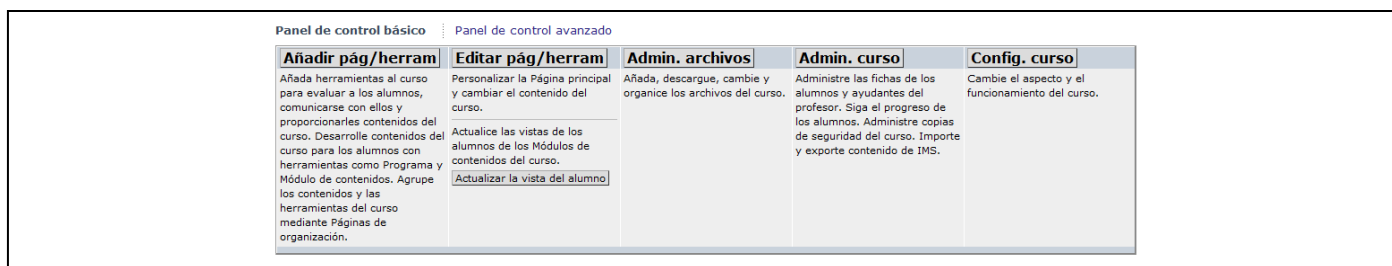 Panel de control básico Panel de control avanzado
Añadir pág/herram
Añada herramientas al curso
para evaluar a los alumnos,
comunicarse con ellos y
proporcionarles contenidos del
curso. Desarrolle contenidos del
curso para los alumnos con
herramientas como Programa y
Módulo de contenidos. Agrupe
los contenidos y las
herramientas del curso
mediante Páginas de
organización.
Editar pág/herram
Personalizar la Página principal
y cambiar el contenido del
curso.
Actualice las vistas de los
alumnos de los Módulos de
contenidos del curso.
Actualizar la vista del alumno
Admin. archivos
Añada, descargue, cambie y
organice los archivos del curso.
Admin. curso
Administre las fichas de los
alumnos y ayudantes del
profesor. Siga el progreso de
los alumnos. Administre copias
de seguridad del curso. Importe
y exporte contenido de IMS.
Config. curso
Cambie el aspecto y el
funcionamiento del curso.